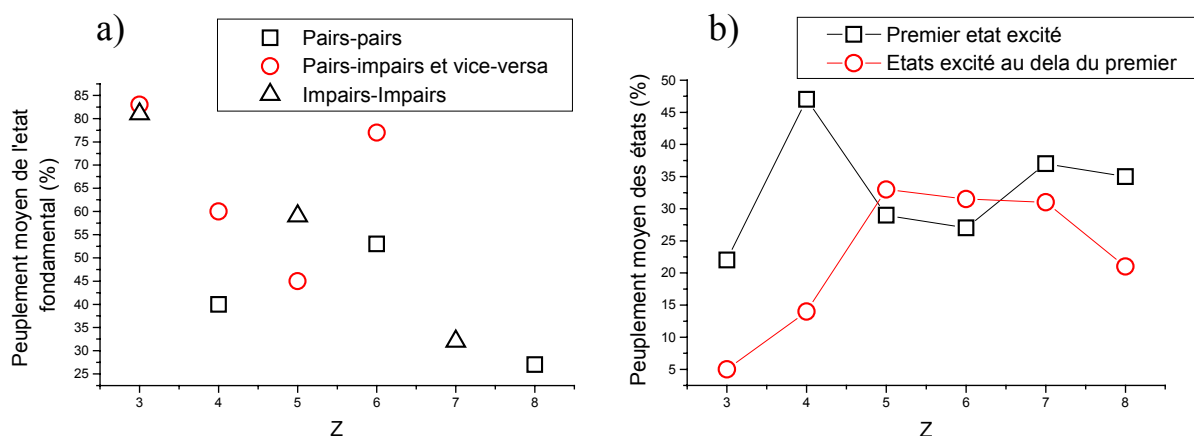 a)
Pairs-pairs
Pairs-impairs et vice-versa
Impairs-Impairs
Peuplement moyen de l'etat
fondamental (%)
85
80
75
70
65
60
55
50
45
40
35
30
25
3 4 5 6 7 8
Z
b)
Premier etat excité
Etats excité au dela du premier
Peuplement moyen des états (%)
50
45
40
35
30
25
20
15
10
5
3 4 5 6 7 8
Z